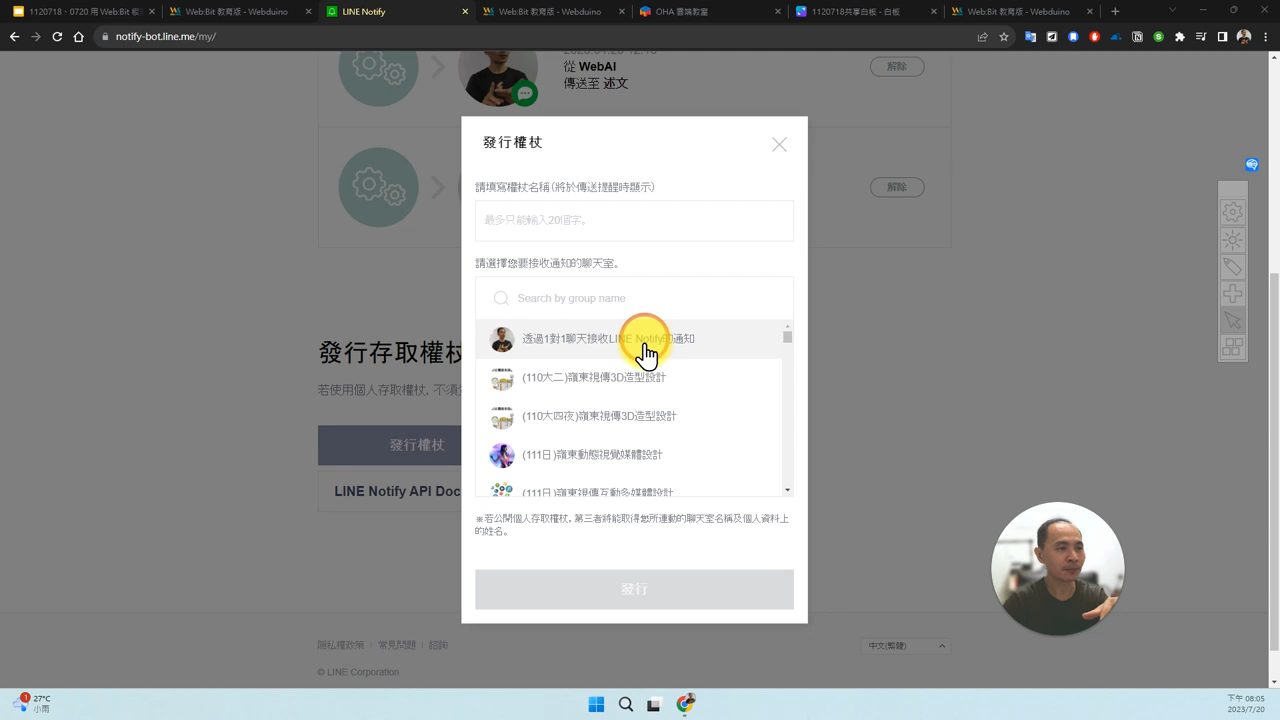 1120718 - 0720 用 Web:Bit 教
Web:Bit 教育版 - Webduino
LINE Notify
Web:Bit 教育版 - Webduino
OHA 雲端教室
1120718共享白板 - 白板
Web:Bit 教育版 - Webduino
notify-bot.line.me/my/
從 WebAI
傳送至 述文
解除
發行權杖
請填寫權杖名稱(將於傳送提醒時顯示)
解除
最多只能輸入20個字。
請選擇您要接收通知的聊天室。
Search by group name
透過1對1聊天接收LINE Notify的通知
發行存取權杖
(110大二)嶺東視傳3D造型設計
若使用個人存取權杖, 不須
(110大四夜)嶺東視傳3D造型設計
發行權杖
(111日)嶺東動態視覺媒體設計
LINE Notify API Doc
(111日)嶺東視傳互動多媒體設計
※若公開個人存取權杖, 第三者將能取得您所連動的聊天室名稱及個人資料上
的姓名。
發行
隱私權政策
常見問題
諮詢
中文(繁體)
© LINE Corporation
1
27°C
小雨
下午 08:05
2023/7/20